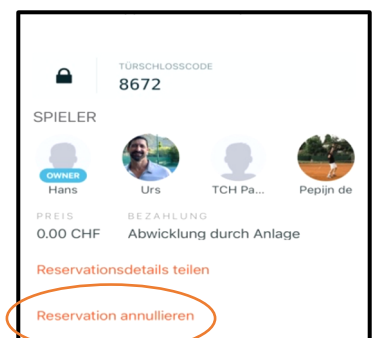 TÜRSCHLOSSCODE
8672
SPIELER
OWNER
Hans Urs TCH Pa... Pepijn de
PREIS BEZAHLUNG
0.00 CHF Abwicklung durch Anlage
Reservationsdetails teilen
Reservation annullieren